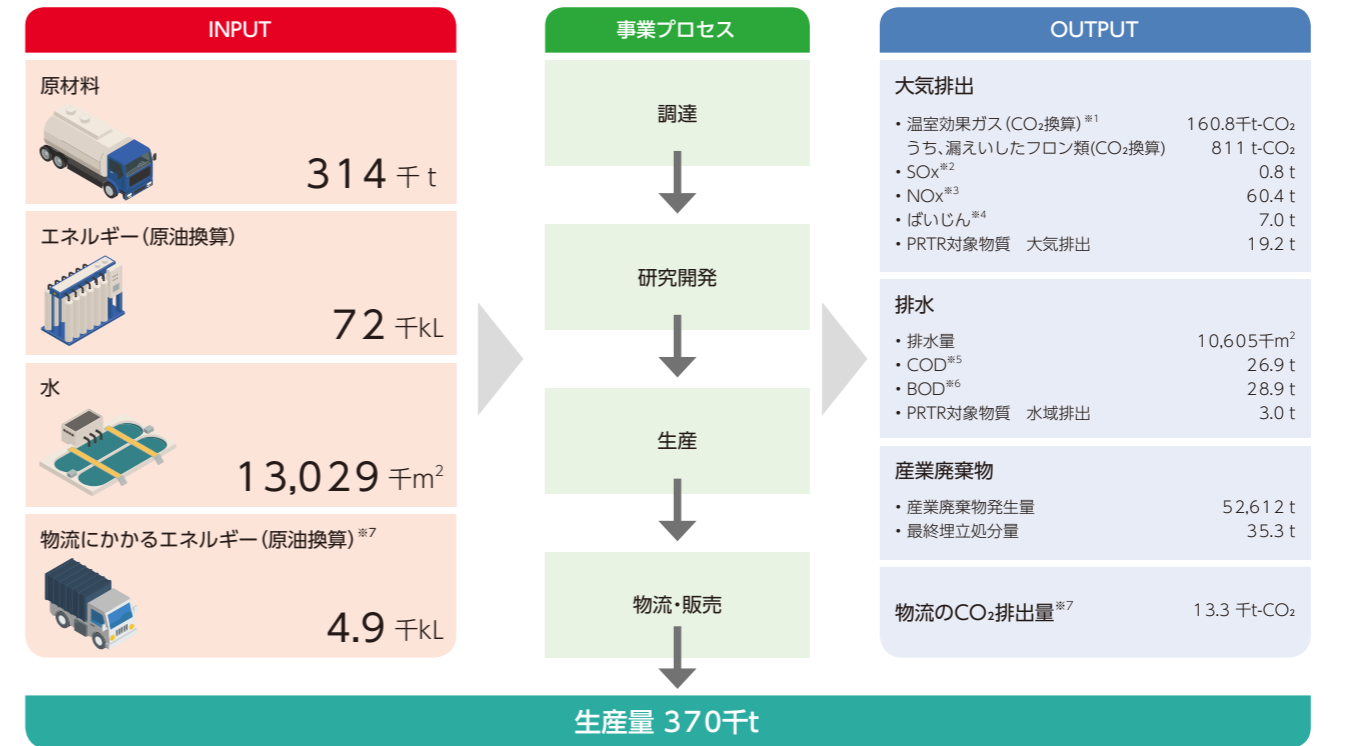 INPUT
原材料
314 千 t
エネルギー(原油換算)
72 千kL
水
13,029 千m²
物流にかかるエネルギー(原油換算)※7
4.9 千kL
事業プロセス
調達
研究開発
生産
物流・販売
OUTPUT
大気排出
・温室効果ガス(CO₂換算)※1 160.8千t-CO₂
うち、漏えいしたフロン類(CO₂換算) 811 t-CO₂
・SOx※2 0.8 t
・NOx※3 60.4 t
・ばいじん※4 7.0 t
・PRTR対象物質 大気排出 19.2 t
排水
・排水量 10,605千m²
・COD※5 26.9 t
・BOD※6 28.9 t
・PRTR対象物質 水域排出 3.0 t
産業廃棄物
・産業廃棄物発生量 52,612 t
・最終埋立処分量 35.3 t
物流のCO₂排出量※7 13.3 千t-CO₂
生産量 370千t